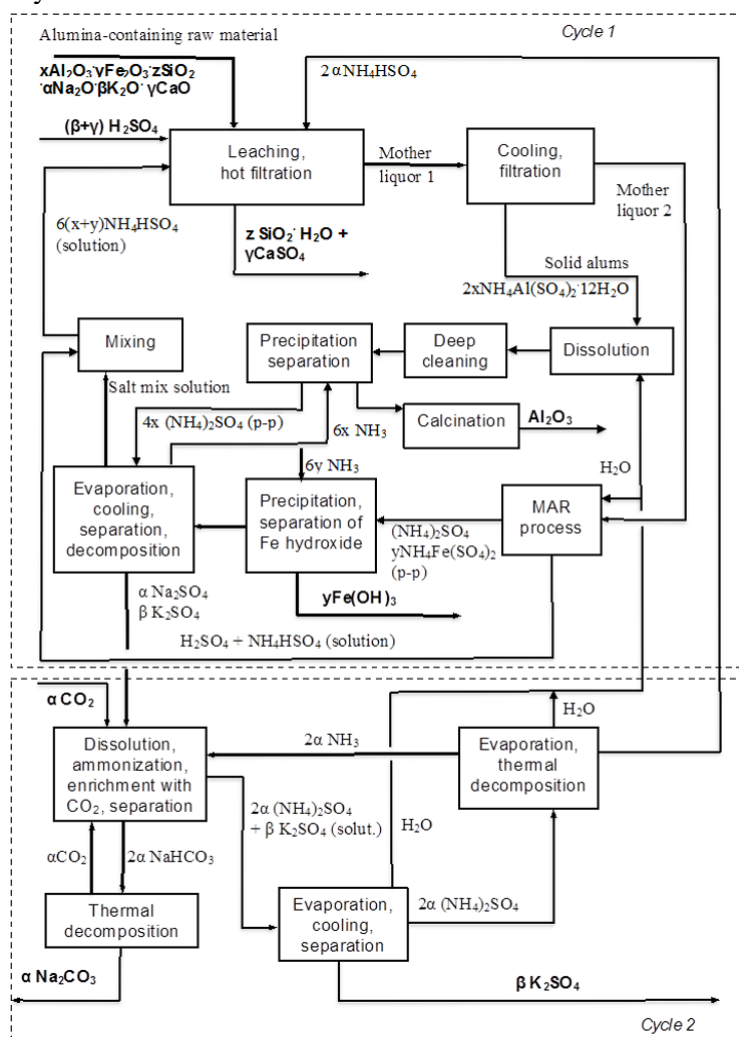 Alumina-containing raw material
Cycle 1
xAl₂O₃·γFe₂O₃·zSiO₂
·αNa₂O·βK₂O· γCaO
2 αNH4HSO₄
(β+γ) H₂SO₄
Leaching,
hot filtration
Mother
liquor 1
Cooling,
filtration
Mother
liquor 2
6(x+y)NH₄HSO₄
(solution)
z SiO₂· H₂O +
γCaSO₄
Solid alums
2xNH₄Al(SO₄)₂·12H₂O
Mixing
Precipitation
separation
Deep
cleaning
Dissolution
Salt mix solution
4x (NH₄)₂SO₄ (p-p)
6x NH₃
Calcination
Al₂O₃
6y NH₃
H₂O
Evaporation,
cooling,
separation,
decomposition
Precipitation,
separation of
Fe hydroxide
(NH₄)₂SO₄
yNH₄Fe(SO₄)₂
(p-p)
MAR
process
α Na₂SO₄
β K₂SO₄
yFe(OH)₃
H₂SO₄ + NH₄HSO₄ (solution)
α CO₂
H₂O
Dissolution,
ammonization,
enrichment with
CO₂, separation
2α NH₃
Evaporation,
thermal
decomposition
2α (NH₄)₂SO₄
+ β K₂SO₄ (solut.)
H₂O
αCO₂
2α NaHCO₃
Thermal
decomposition
Evaporation,
cooling,
separation
2α (NH₄)₂SO₄
α Na₂CO₃
β K₂SO₄
Cycle 2